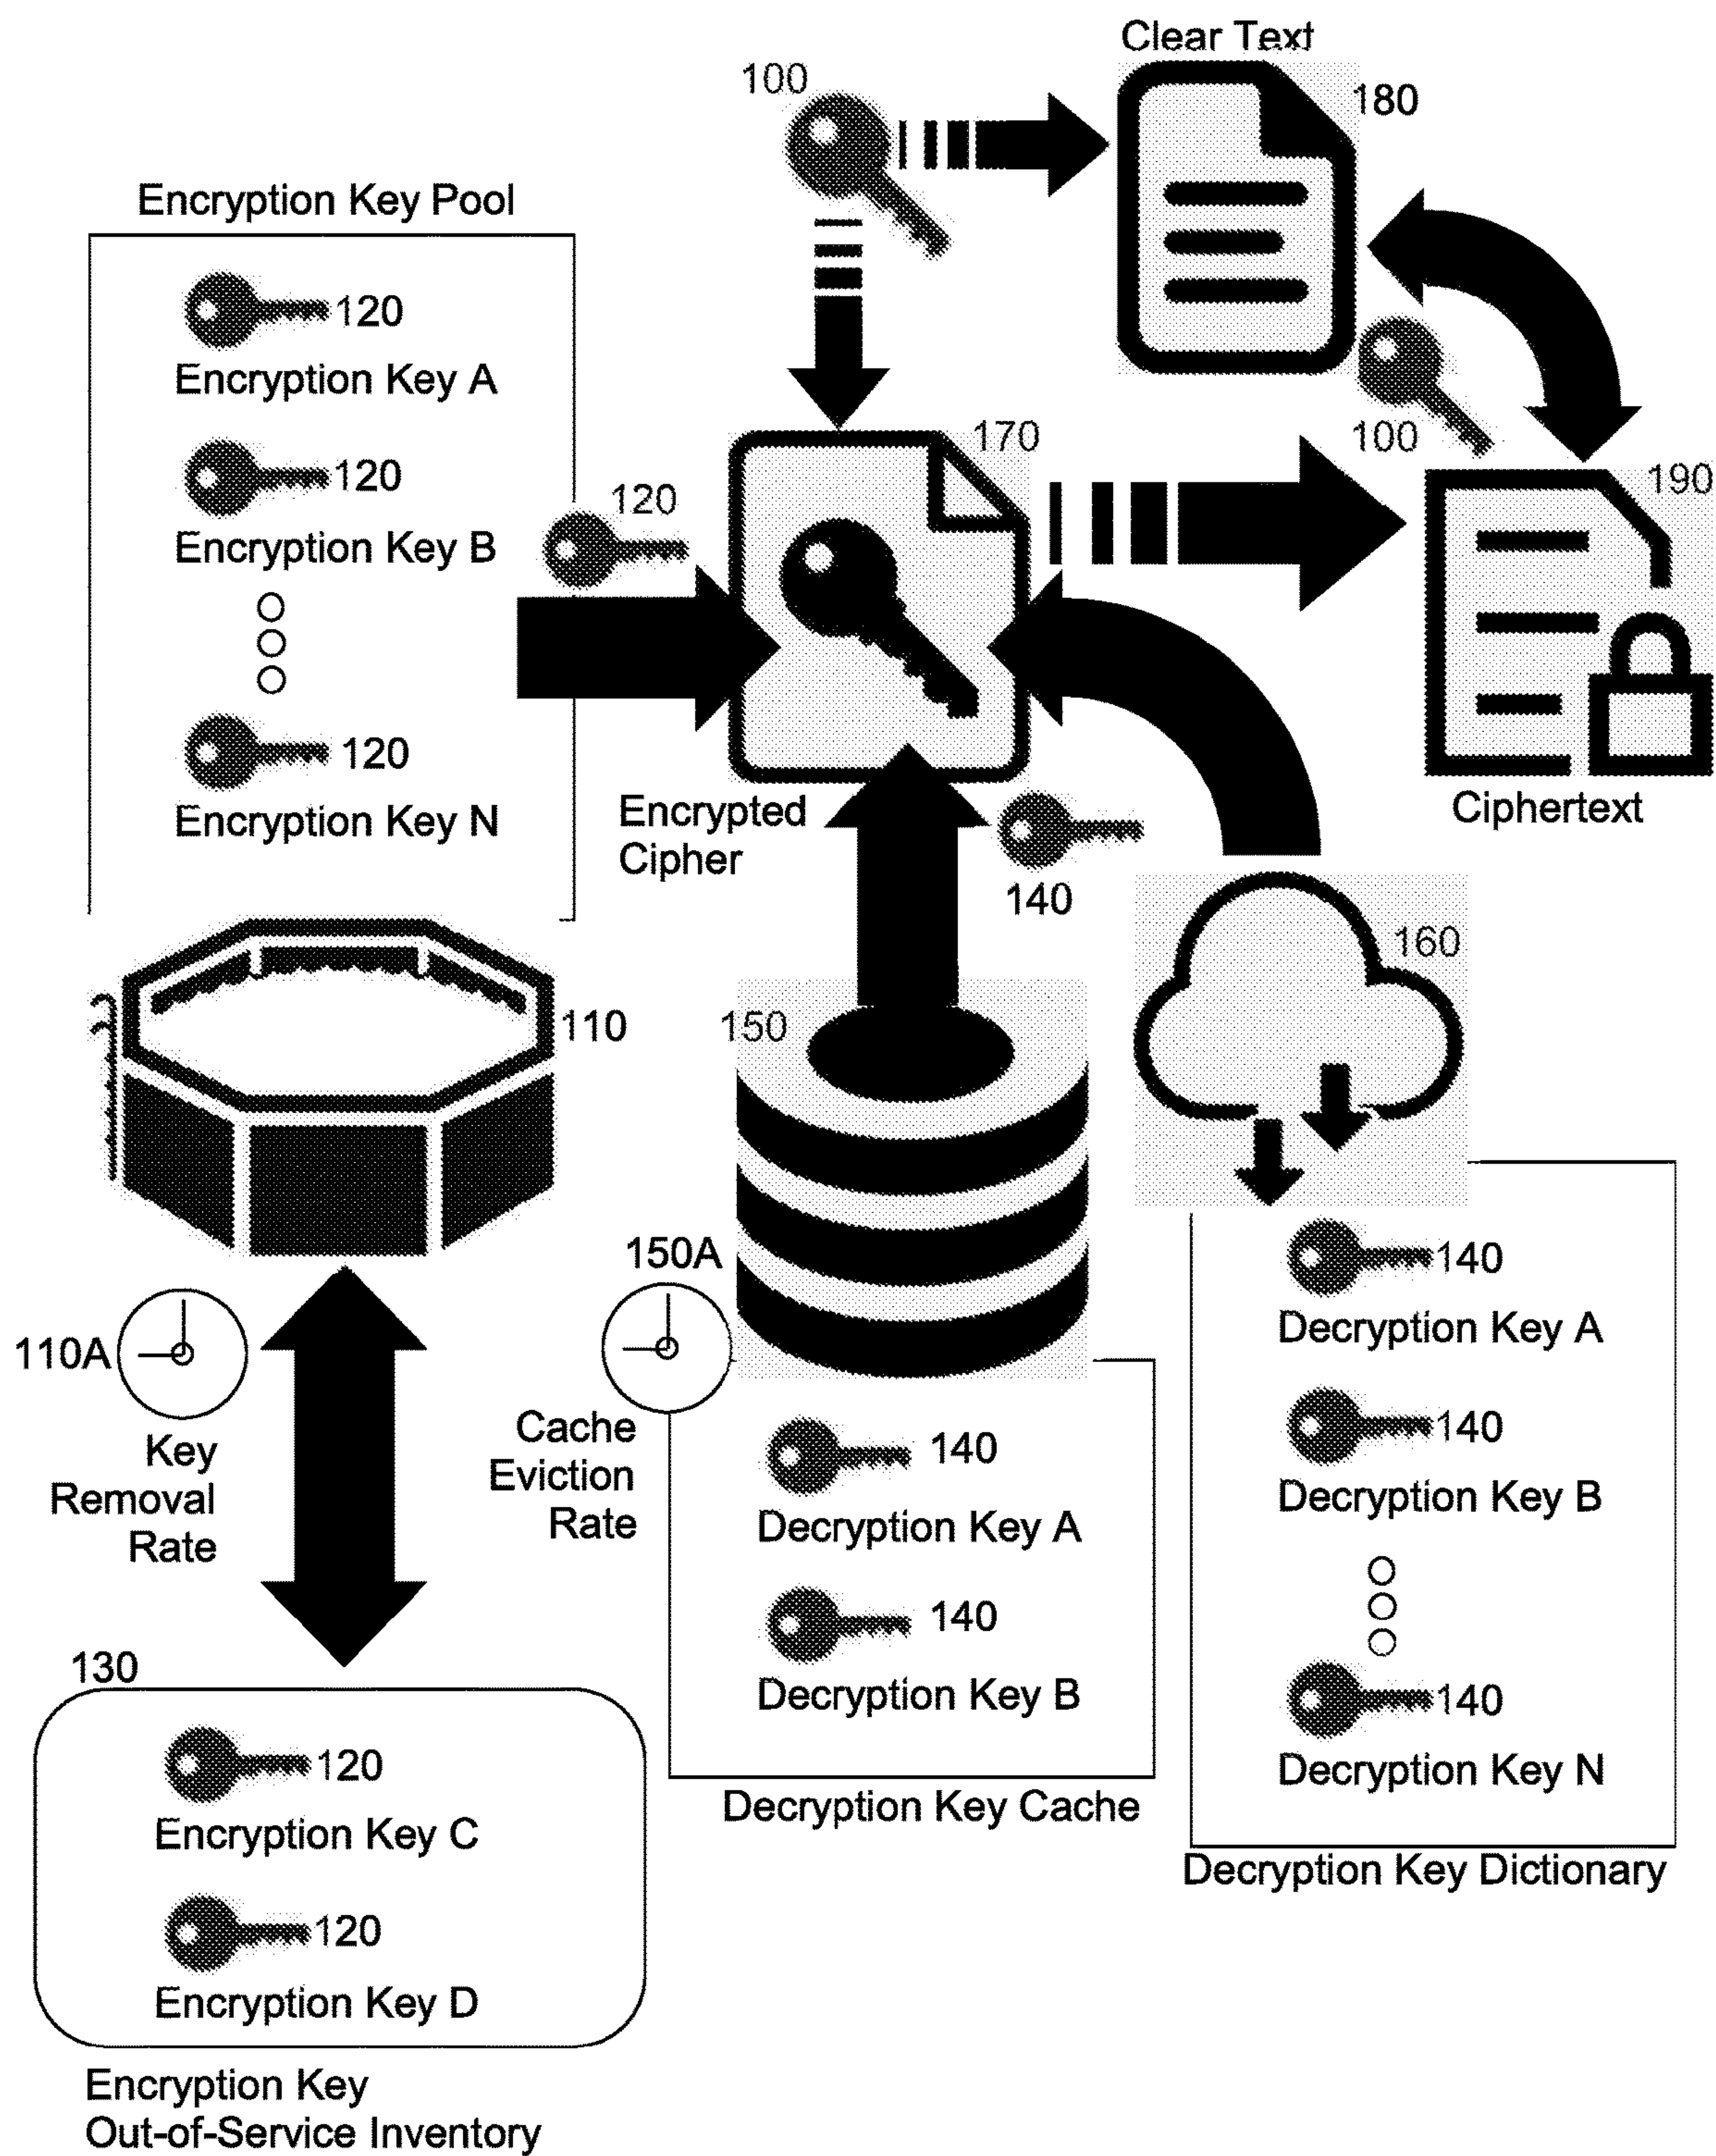 Clear Text
100
180
Encryption Key Pool
120
Encryption Key A
120
Encryption Key B
120
Encryption Key N
120
170
100
190
Encrypted
Cipher
Ciphertext
140
110
150
160
150A
110A
Key
Removal
Rate
Cache
Eviction
Rate
140
Decryption Key A
140
Decryption Key B
Decryption Key Cache
140
Decryption Key A
140
Decryption Key B
140
Decryption Key N
Decryption Key Dictionary
130
120
Encryption Key C
120
Encryption Key D
Encryption Key
Out-of-Service Inventory